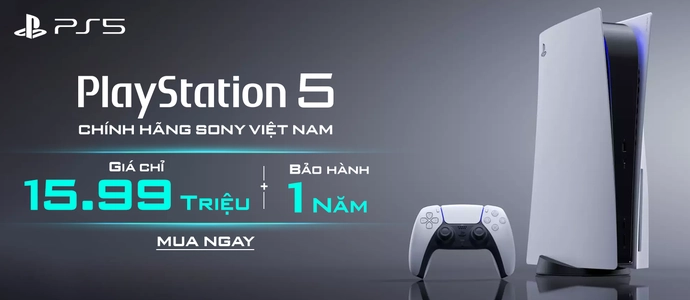 PS5
PlayStation 5
CHÍNH HÃNG SONY VIỆT NAM
GIÁ CHỈ
15.99 TRIỆU
+
BẢO HÀNH
1 NĂM
MUA NGAY